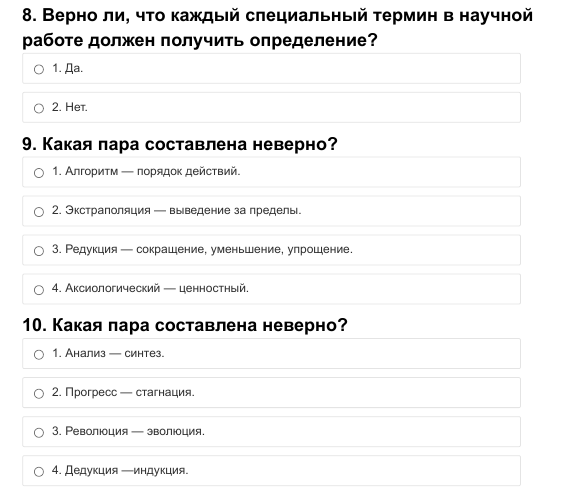 8. Верно ли, что каждый специальный термин в научной
работе должен получить определение?
1. Да.
2. Нет.
9. Какая пара составлена неверно?
1. Алгоритм — порядок действий.
2. Экстраполяция — выведение за пределы.
3. Редукция — сокращение, уменьшение, упрощение.
4. Аксиологический — ценностный.
10. Какая пара составлена неверно?
1. Анализ — синтез.
2. Прогресс — стагнация.
3. Революция — эволюция.
4. Дедукция —индукция.